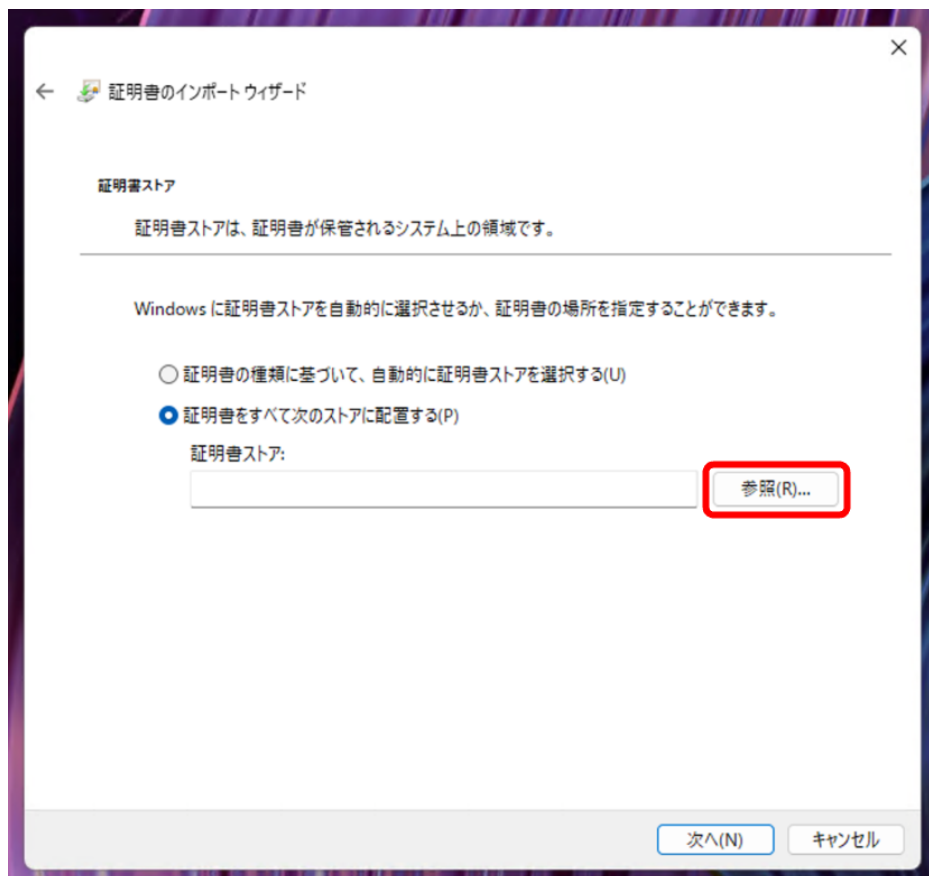 証明書のインポート ウィザード
証明書ストア
証明書ストアは、証明書が保管されるシステム上の領域です。
Windows に証明書ストアを自動的に選択させるか、証明書の場所を指定することができます。
証明書の種類に基づいて、自動的に証明書ストアを選択する(U)
証明書をすべて次のストアに配置する(P)
証明書ストア:
参照(R)...
次へ(N) キャンセル